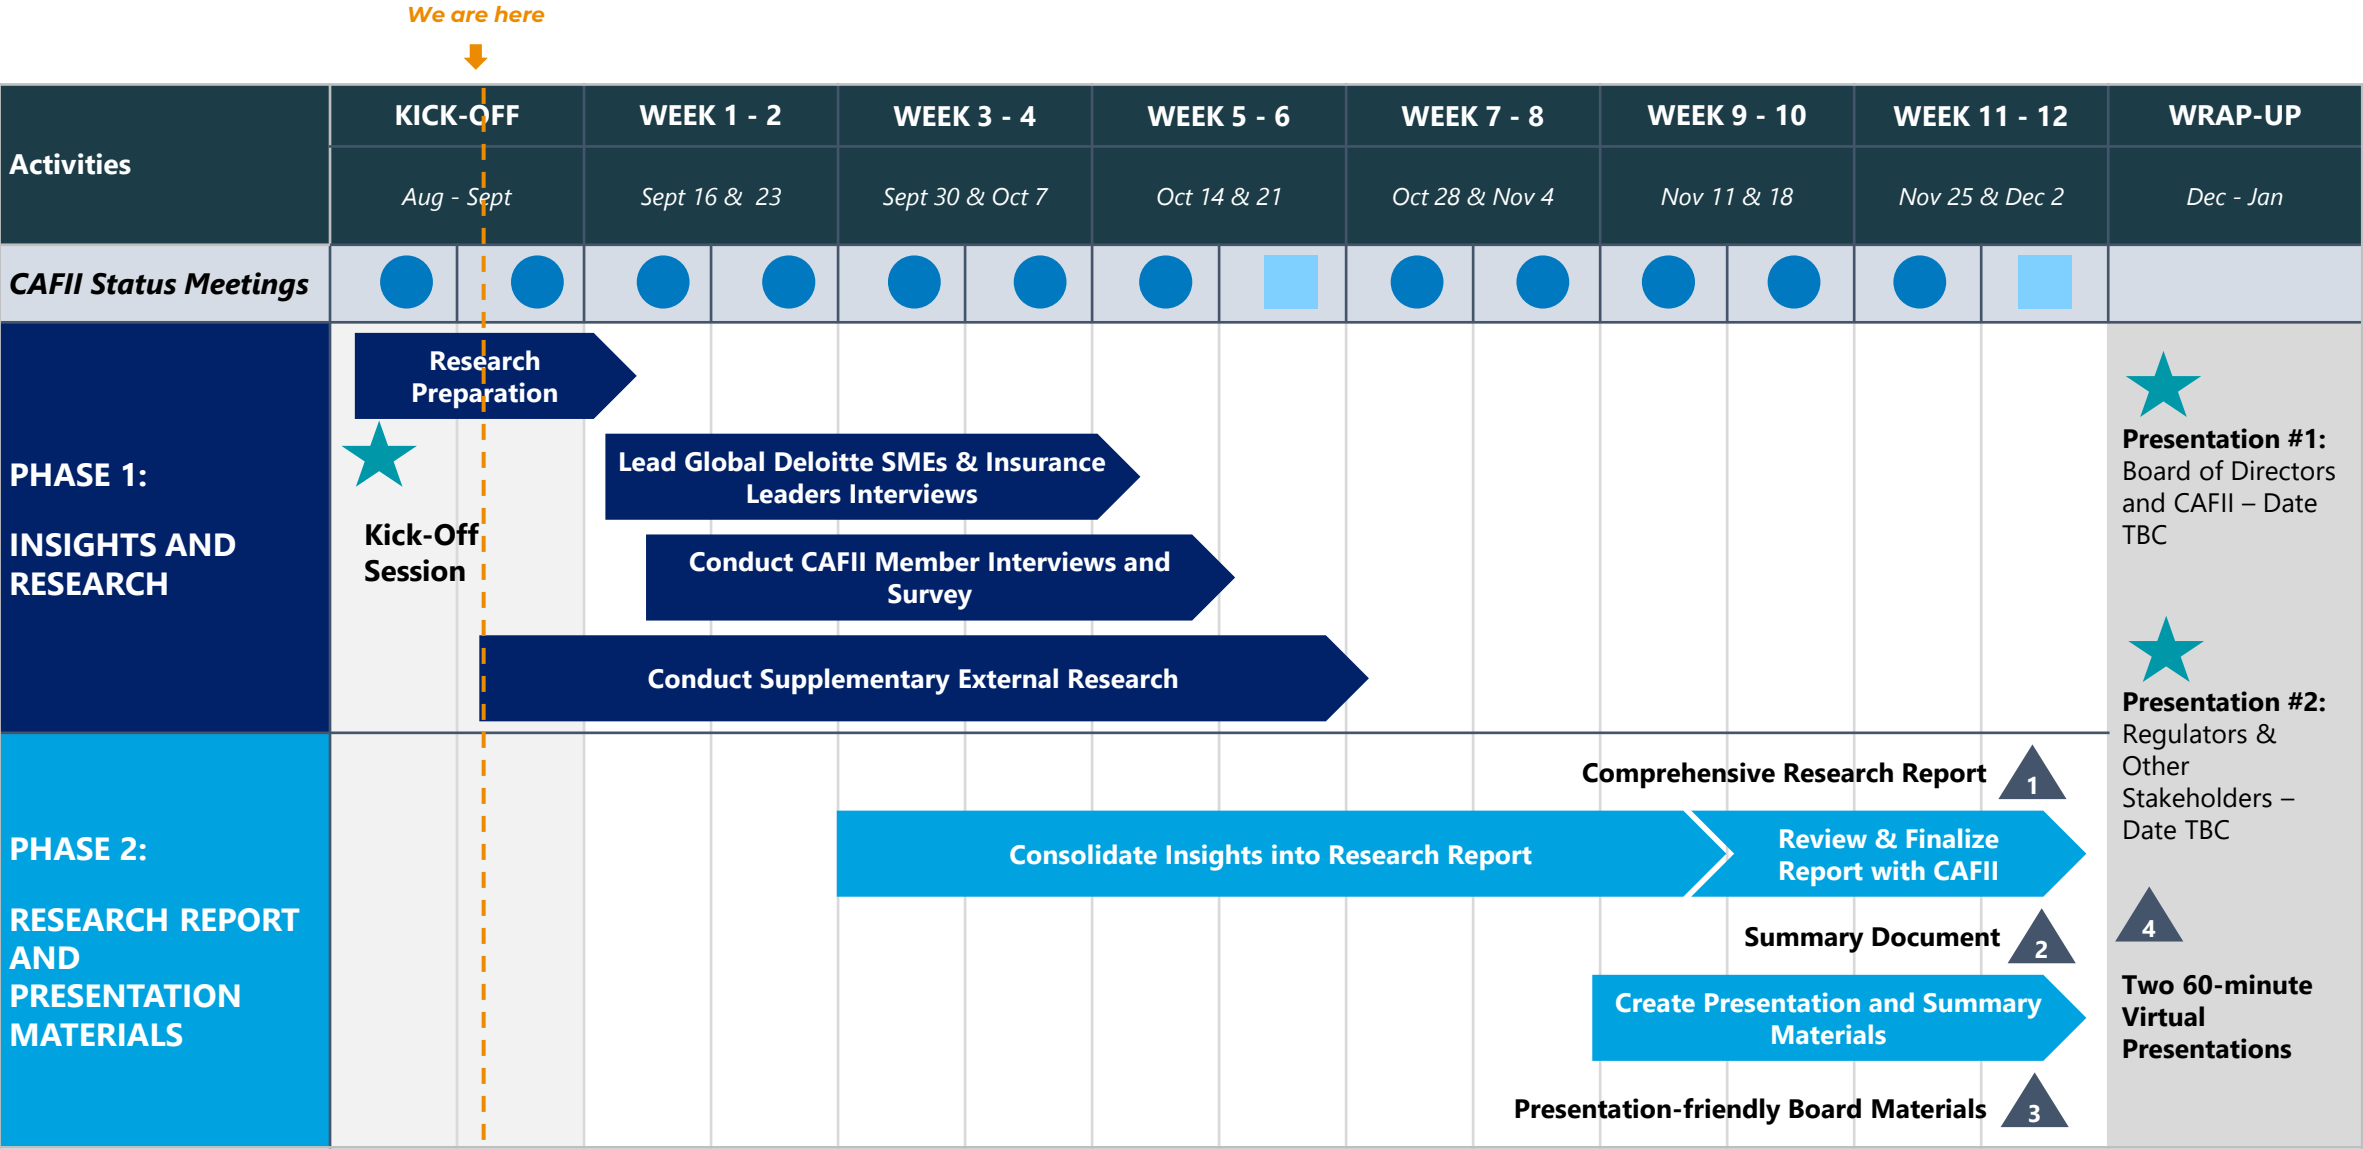 We are here
Activities
KICK-OFF
WEEK 1 - 2
WEEK 3 - 4
WEEK 5 - 6
WEEK 7 - 8
WEEK 9 - 10
WEEK 11 - 12
WRAP-UP
Aug - Sept
Sept 16 & 23
Sept 30 & Oct 7
Oct 14 & 21
Oct 28 & Nov 4
Nov 11 & 18
Nov 25 & Dec 2
Dec - Jan
CAFII Status Meetings
PHASE 1:
INSIGHTS AND
RESEARCH
Research
Preparation
Kick-Off
Session
Lead Global Deloitte SMEs & Insurance
Leaders Interviews
Conduct CAFII Member Interviews and
Survey
Conduct Supplementary External Research
Presentation #1:
Board of Directors
and CAFII – Date
TBC
Presentation #2:
Regulators &
Other
Stakeholders –
Date TBC
PHASE 2:
RESEARCH REPORT
AND
PRESENTATION
MATERIALS
Comprehensive Research Report
1
Consolidate Insights into Research Report
Review & Finalize
Report with CAFII
Summary Document
2
Create Presentation and Summary
Materials
Presentation-friendly Board Materials
3
4
Two 60-minute
Virtual
Presentations